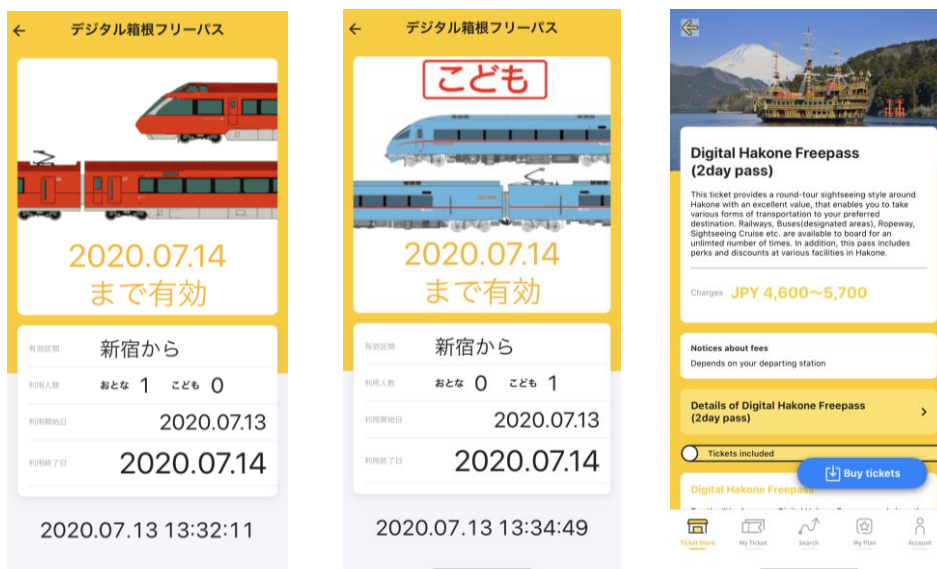 デジタル箱根フリーパス
2020.07.14
まで有効
有効区間 新宿から
利用人数 おとな 1 こども 0
利用開始日 2020.07.13
利用終了日 2020.07.14
2020.07.13 13:32:11
デジタル箱根フリーパス
こども
2020.07.14
まで有効
有効区間 新宿から
利用人数 おとな 0 こども 1
利用開始日 2020.07.13
利用終了日 2020.07.14
2020.07.13 13:34:49
Digital Hakone Freepass
(2day pass)
This ticket provides a round-tour sightseeing style around
Hakone with an excellent value, that enables you to take
various forms of transportation to your preferred
destination. Railways, Buses(designated areas), Ropeway,
Sightseeing Cruise etc. are available to board for an
unlimted number of times. In addition, this pass includes
perks and discounts at various facilities in Hakone.
Charges JPY 4,600〜5,700
Notices about fees
Depends on your departing station
Details of Digital Hakone Freepass
(2day pass)
Tickets included
Buy tickets
Digital Hakone Freepass
Ticket Store My Ticket Search My Plan Account